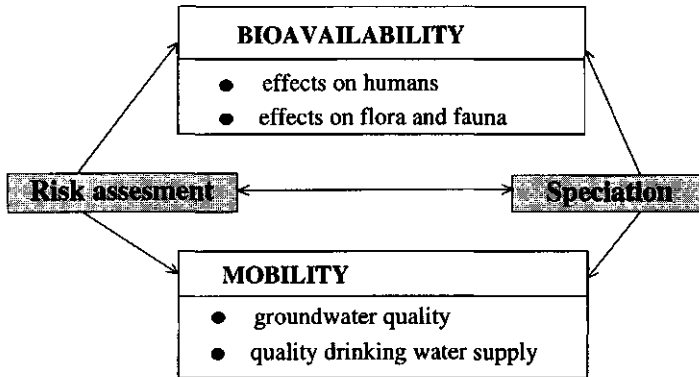 BIOAVAILABILITY
● effects on humans
● effects on flora and fauna
Risk assesment
Speciation
MOBILITY
● groundwater quality
● quality drinking water supply